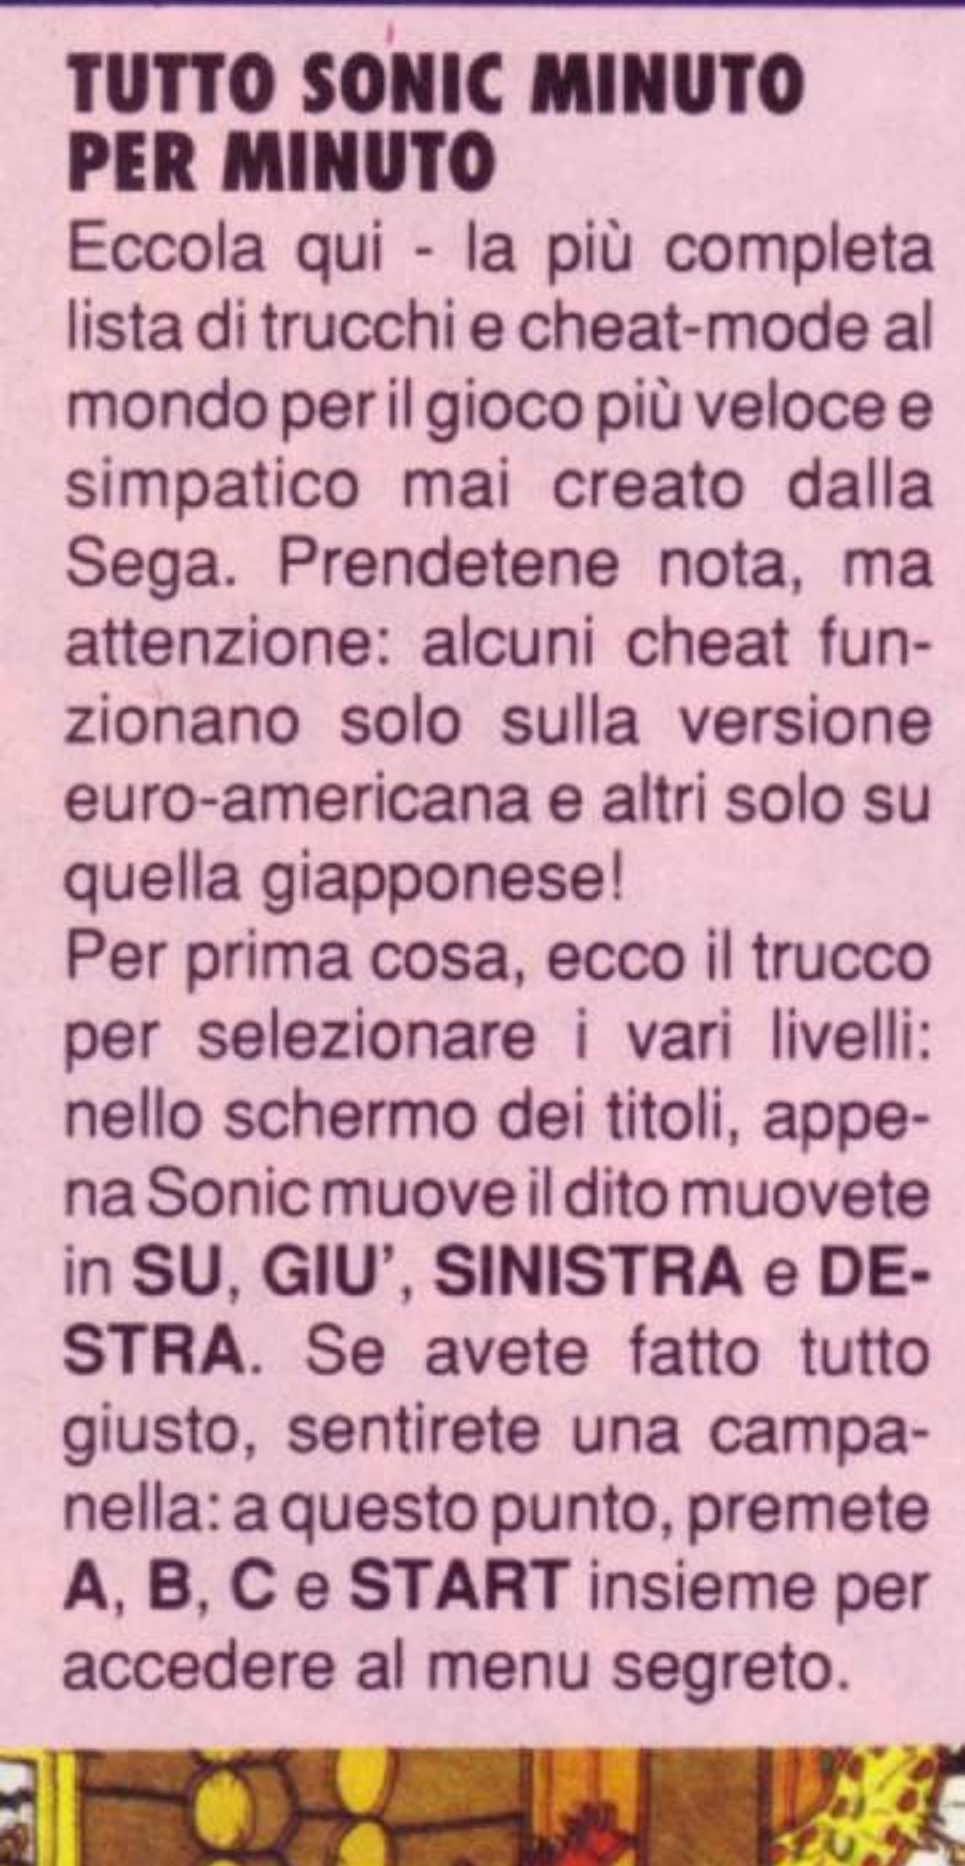 TUTTO SONIC MINUTO
PER MINUTO
Eccola qui - la più completa
lista di trucchi e cheat-mode al
mondo per il gioco più veloce e
simpatico mai creato dalla
Sega. Prendetene nota, ma
attenzione: alcuni cheat fun-
zionano solo sulla versione
euro-americana e altri solo su
quella giapponese!
Per prima cosa, ecco il trucco
per selezionare i vari livelli:
nello schermo dei titoli, appe-
na Sonic muove il dito muovete
in SU, GIU', SINISTRA e DE-
STRA. Se avete fatto tutto
giusto, sentirete una campa-
nella: a questo punto, premete
A, B, C e START insieme per
accedere al menu segreto.